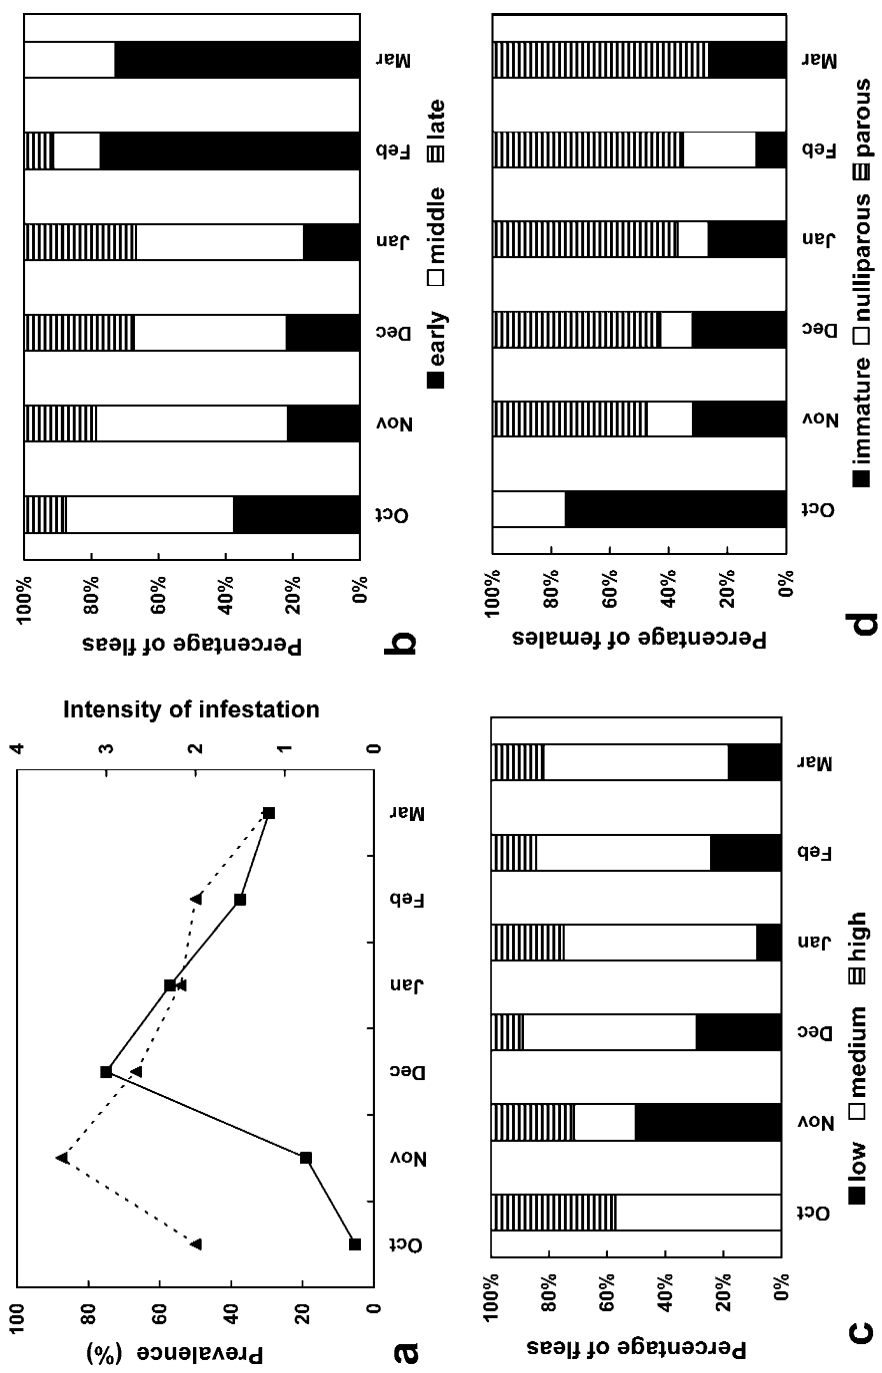 Intensity of infestation
4
3
2
1
0
Oct
Nov
Dec
Jan
Feb
Mar
100
80
60
40
20
0
Prevalence (%)
a
100%
80%
60%
40%
20%
0%
Percentage of fleas
Oct
Nov
Dec
Jan
Feb
Mar
early middle late
b
100%
80%
60%
40%
20%
0%
Percentage of fleas
Oct
Nov
Dec
Jan
Feb
Mar
low medium high
c
100%
80%
60%
40%
20%
0%
Percentage of females
Oct
Nov
Dec
Jan
Feb
Mar
immature nulliparous parous
d